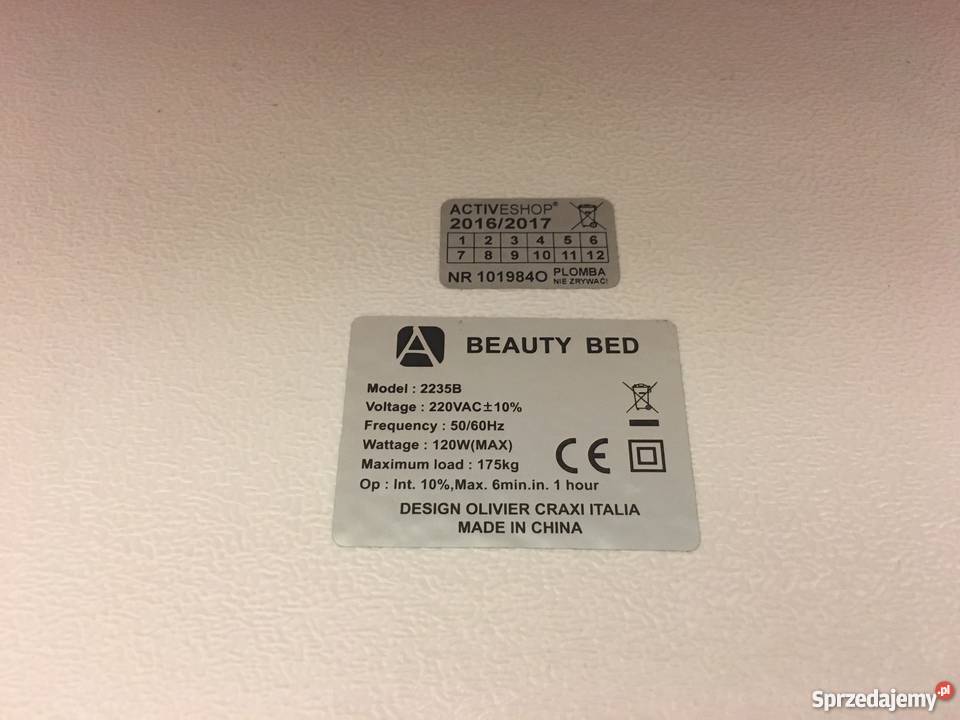 ACTIVESHOP®
2016/2017
1 2 3 4 5 6
7 8 9 10 11 12
NR 101984O PLOMBA
NIE ZRYWAĆ!
A BEAUTY BED
Model : 2235B
Voltage : 220VAC±10%
Frequency : 50/60Hz
Wattage : 120W(MAX)
Maximum load : 175kg
CE
Op : Int. 10%,Max. 6min.in. 1 hour
DESIGN OLIVIER CRAXI ITALIA
MADE IN CHINA
Sprzedajemy.pl